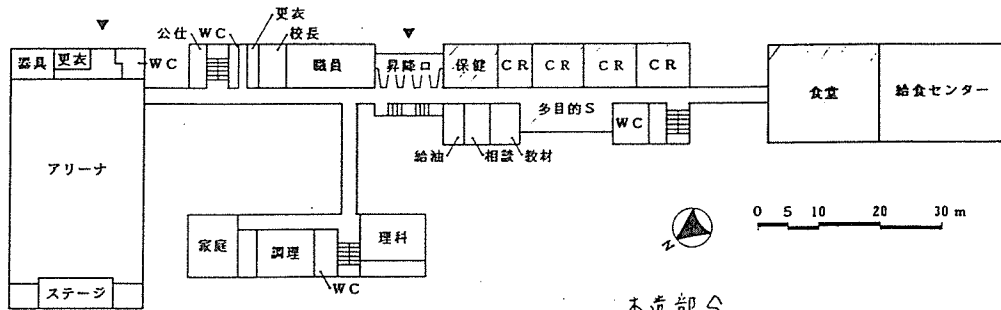 更衣
公仕 WC 校長
器具 更衣 WC 職員 昇降口 保健 CR CR CR CR
食堂 給食センター
多目的S
WC
アリーナ
給油 相談 教材
家庭 調理 理科
WC
N
0 5 10 20 30 m
ステージ
木造部分